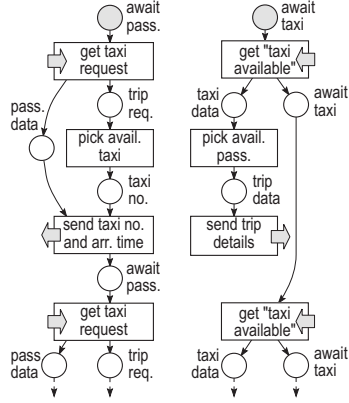 await
pass.
get taxi
request
pass.
data
trip
req.
pick avail.
taxi
taxi
no.
send taxi no.
and arr. time
await
pass.
get taxi
request
pass.
data
trip
req.
await
taxi
get "taxi
available"
taxi
data
await
taxi
pick avail.
pass.
trip
data
send trip
details
get "taxi
available"
taxi
data
await
taxi